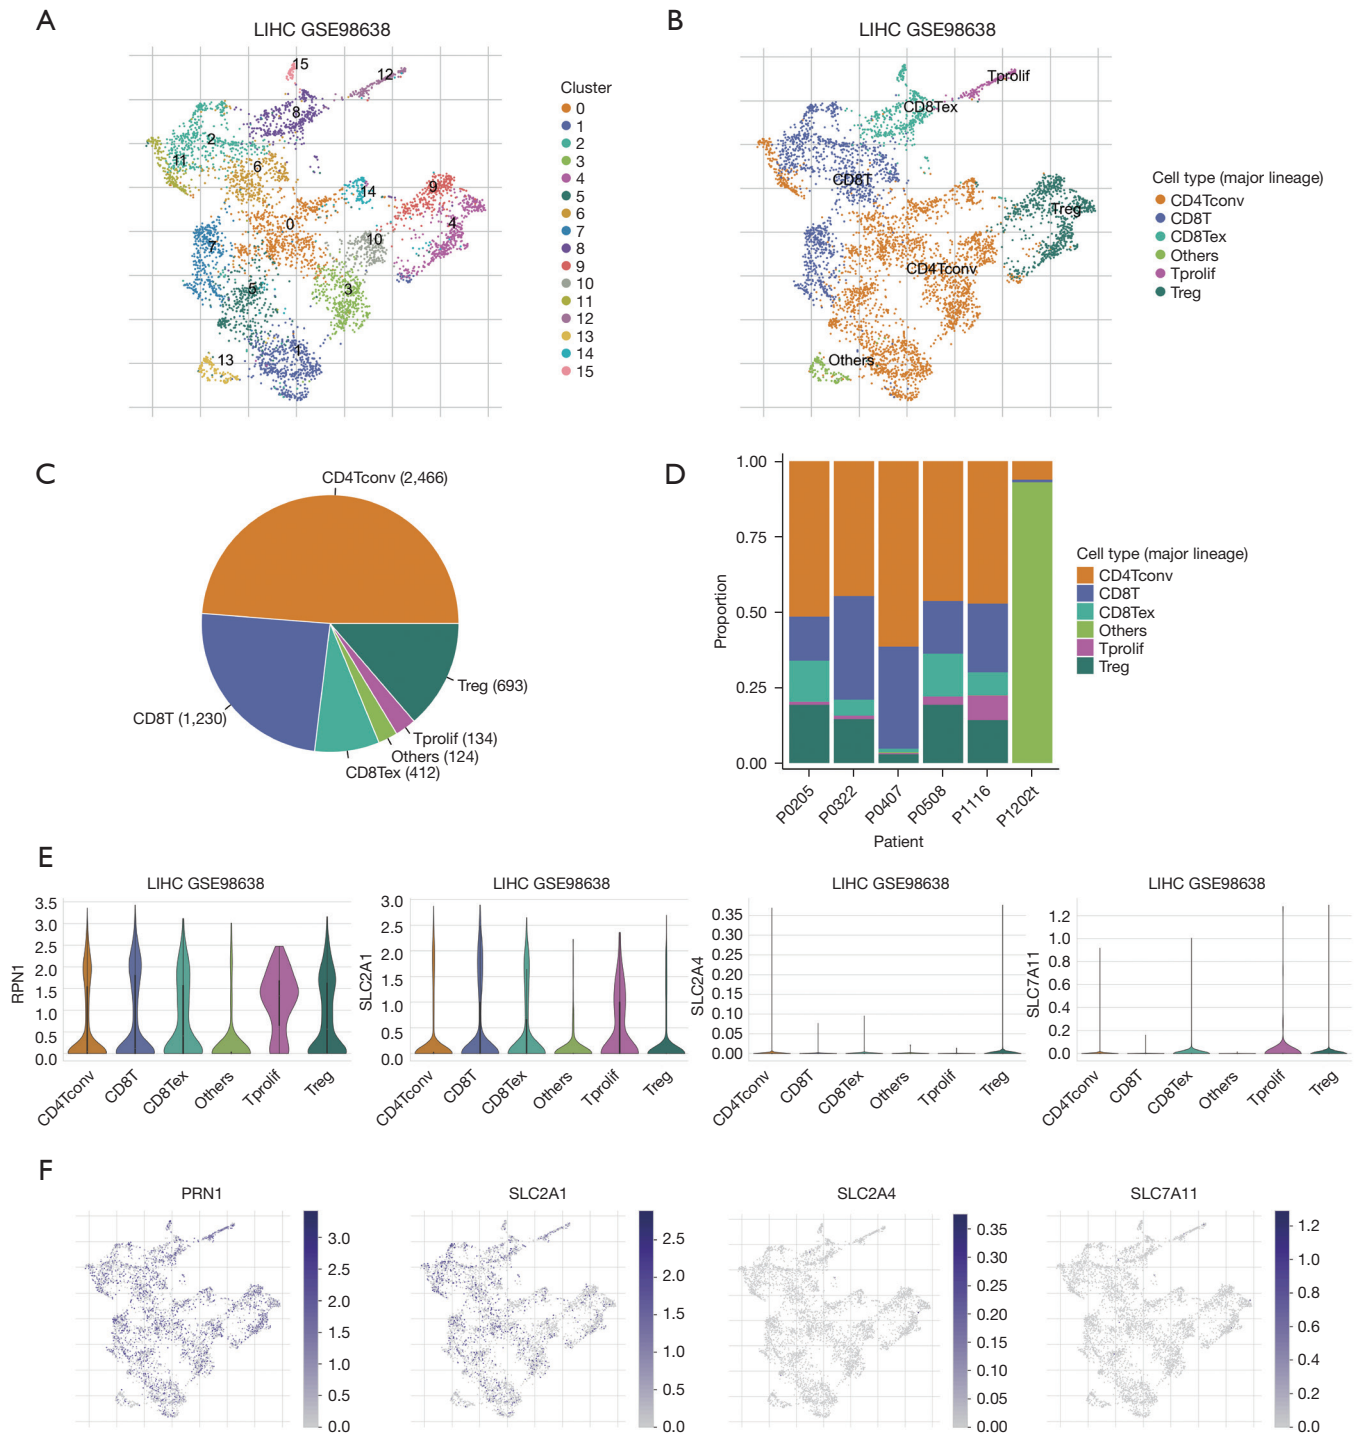 A
LIHC GSE98638
15
12
8
2
11
6
14
9
4
0
10
7
5
3
1
13
Cluster
0
1
2
3
4
5
6
7
8
9
10
11
12
13
14
15
B
LIHC GSE98638
Tprolif
CD8Tex
CD8T
Treg
CD4Tconv
Others
Cell type (major lineage)
CD4Tconv
CD8T
CD8Tex
Others
Tprolif
Treg
C
CD4Tconv (2,466)
Treg (693)
CD8T (1,230)
Tprolif (134)
Others (124)
CD8Tex (412)
D
Proportion
1.00
0.75
0.50
0.25
0.00
P0205
P0322
P0407
P0508
P1116
P1202t
Patient
Cell type (major lineage)
CD4Tconv
CD8T
CD8Tex
Others
Tprolif
Treg
E
LIHC GSE98638
RPN1
3.5
3.0
2.5
2.0
1.5
1.0
0.5
0.0
CD4Tconv
CD8T
CD8Tex
Others
Tprolif
Treg
LIHC GSE98638
SLC2A1
3.0
2.5
2.0
1.5
1.0
0.5
0.0
CD4Tconv
CD8T
CD8Tex
Others
Tprolif
Treg
LIHC GSE98638
SLC2A4
0.35
0.30
0.25
0.20
0.15
0.10
0.05
0.00
CD4Tconv
CD8T
CD8Tex
Others
Tprolif
Treg
LIHC GSE98638
SLC7A11
1.2
1.0
0.8
0.6
0.4
0.2
0.0
CD4Tconv
CD8T
CD8Tex
Others
Tprolif
Treg
F
PRN1
3.0
2.5
2.0
1.5
1.0
0.5
0.0
SLC2A1
2.5
2.0
1.5
1.0
0.5
0.0
SLC2A4
0.35
0.30
0.25
0.20
0.15
0.10
0.05
0.00
SLC7A11
1.2
1.0
0.8
0.6
0.4
0.2
0.0